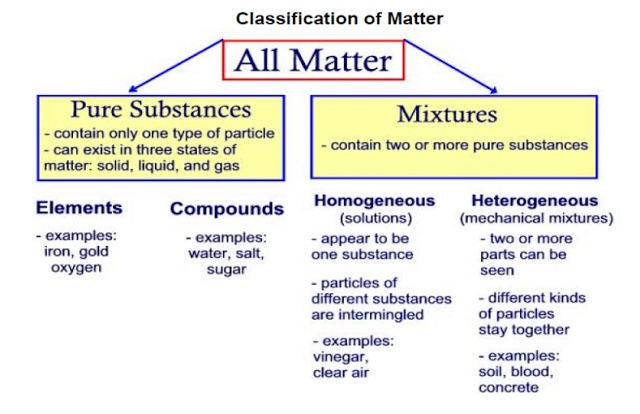 Classification of Matter
All Matter
Pure Substances
- contain only one type of particle
- can exist in three states of
matter: solid, liquid, and gas
Mixtures
- contain two or more pure substances
Elements
- examples:
iron, gold
oxygen
Compounds
- examples:
water, salt,
sugar
Homogeneous
(solutions)
- appear to be
one substance
- particles of
different substances
are intermingled
- examples:
vinegar,
clear air
Heterogeneous
(mechanical mixtures)
- two or more
parts can be
seen
- different kinds
of particles
stay together
- examples:
soil, blood,
concrete